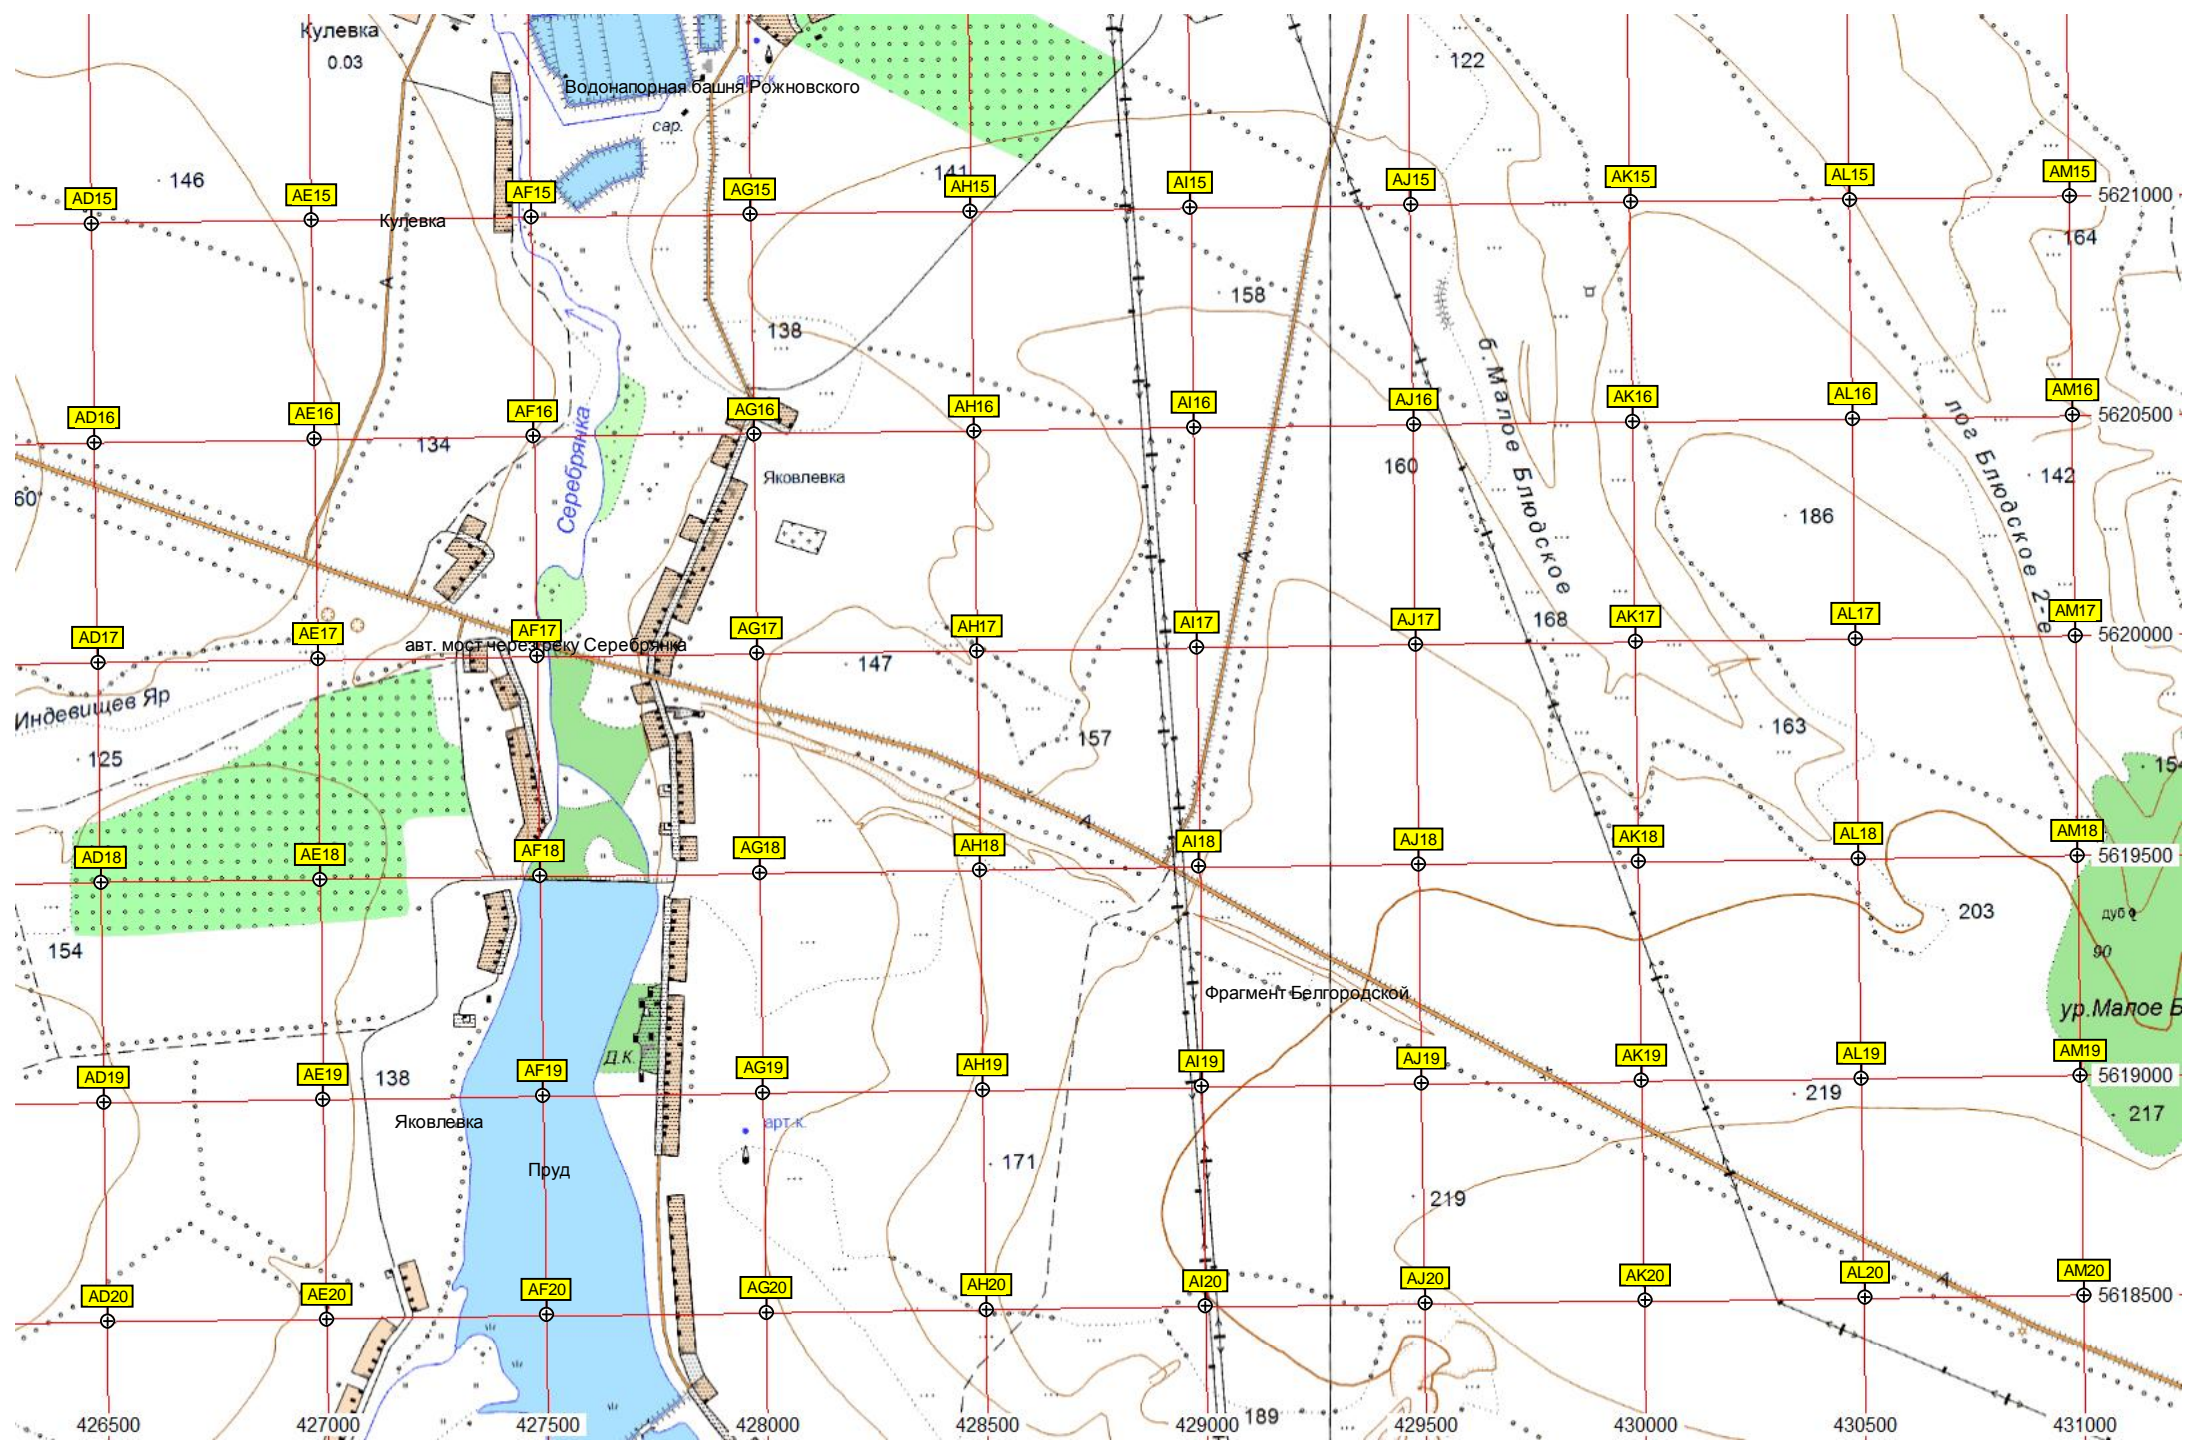 Кулевка
0.03
122
Водонапорная башня Рожновского
арт.к.
сар.
146
141
AD15
AE15
AF15
AG15
AH15
AI15
AJ15
AK15
AL15
AM15
5621000
Кулевка
А
164
158
138
б. Малое Блюдское
лог Блюдское 2-е
AD16
AE16
AF16
AG16
AH16
AI16
AJ16
AK16
AL16
AM16
5620500
134
Серебрянка
Яковлевка
160
142
60
186
А
168
AD17
AE17
AF17
AG17
AH17
AI17
AJ17
AK17
AL17
AM17
5620000
авт. мост через реку Серебрянка
147
Индевищев Яр
125
157
163
154
А
AD18
AE18
AF18
AG18
AH18
AI18
AJ18
AK18
AL18
AM18
5619500
154
203
дуб
90
Фрагмент Белгородской
ур.Малое Б
Д.К.
AD19
AE19
AF19
AG19
AH19
AI19
AJ19
AK19
AL19
AM19
5619000
138
219
217
Яковлевка
арт.к.
Пруд
171
219
AD20
AE20
AF20
AG20
AH20
AI20
AJ20
AK20
AL20
AM20
5618500
А
189
426500
427000
427500
428000
428500
429000
429500
430000
430500
431000